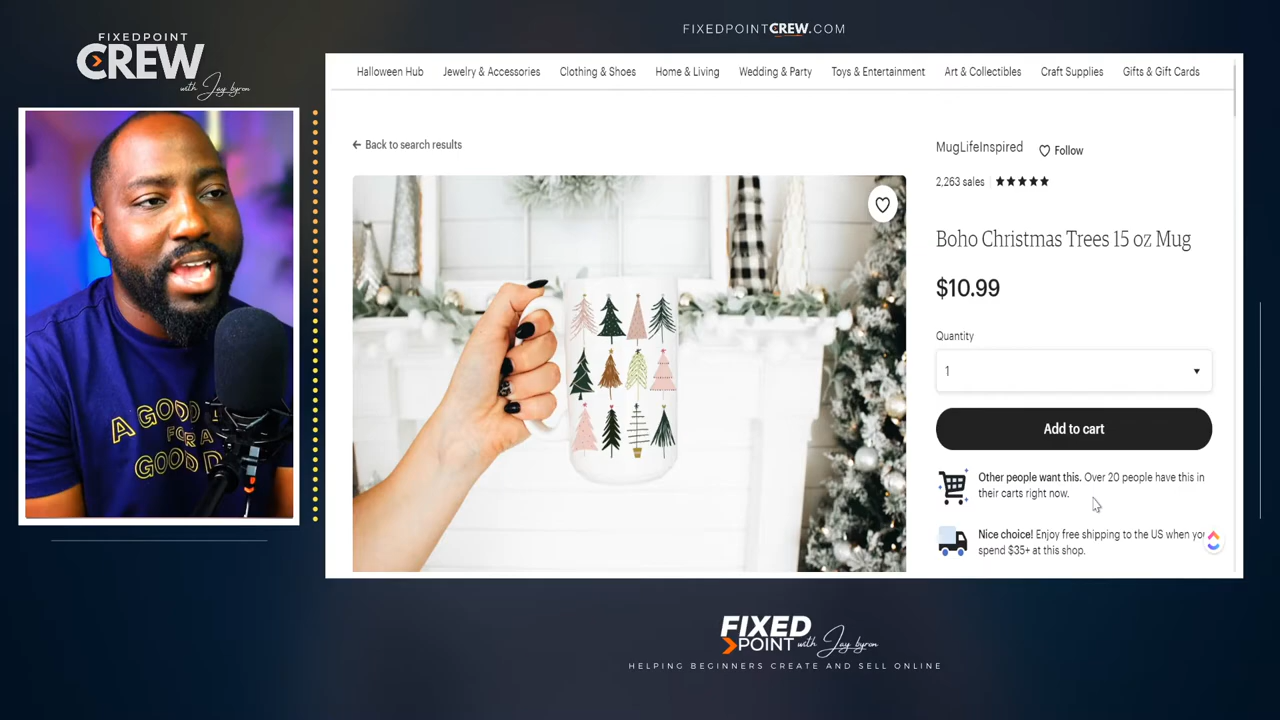 FIXEDPOINT
CREW
with Jay byron
FIXEDPOINTCREW.COM
Halloween Hub Jewelry & Accessories Clothing & Shoes Home & Living Wedding & Party Toys & Entertainment Art & Collectibles Craft Supplies Gifts & Gift Cards
← Back to search results
MugLifeInspired Follow
2,263 sales
Boho Christmas Trees 15 oz Mug
$10.99
Quantity
1
Add to cart
Other people want this. Over 20 people have this in
their carts right now.
Nice choice! Enjoy free shipping to the US when you
spend $35+ at this shop.
A GOOD
FOR A
GOOD D
FIXED
POINT with Jay byron
HELPING BEGINNERS CREATE AND SELL ONLINE